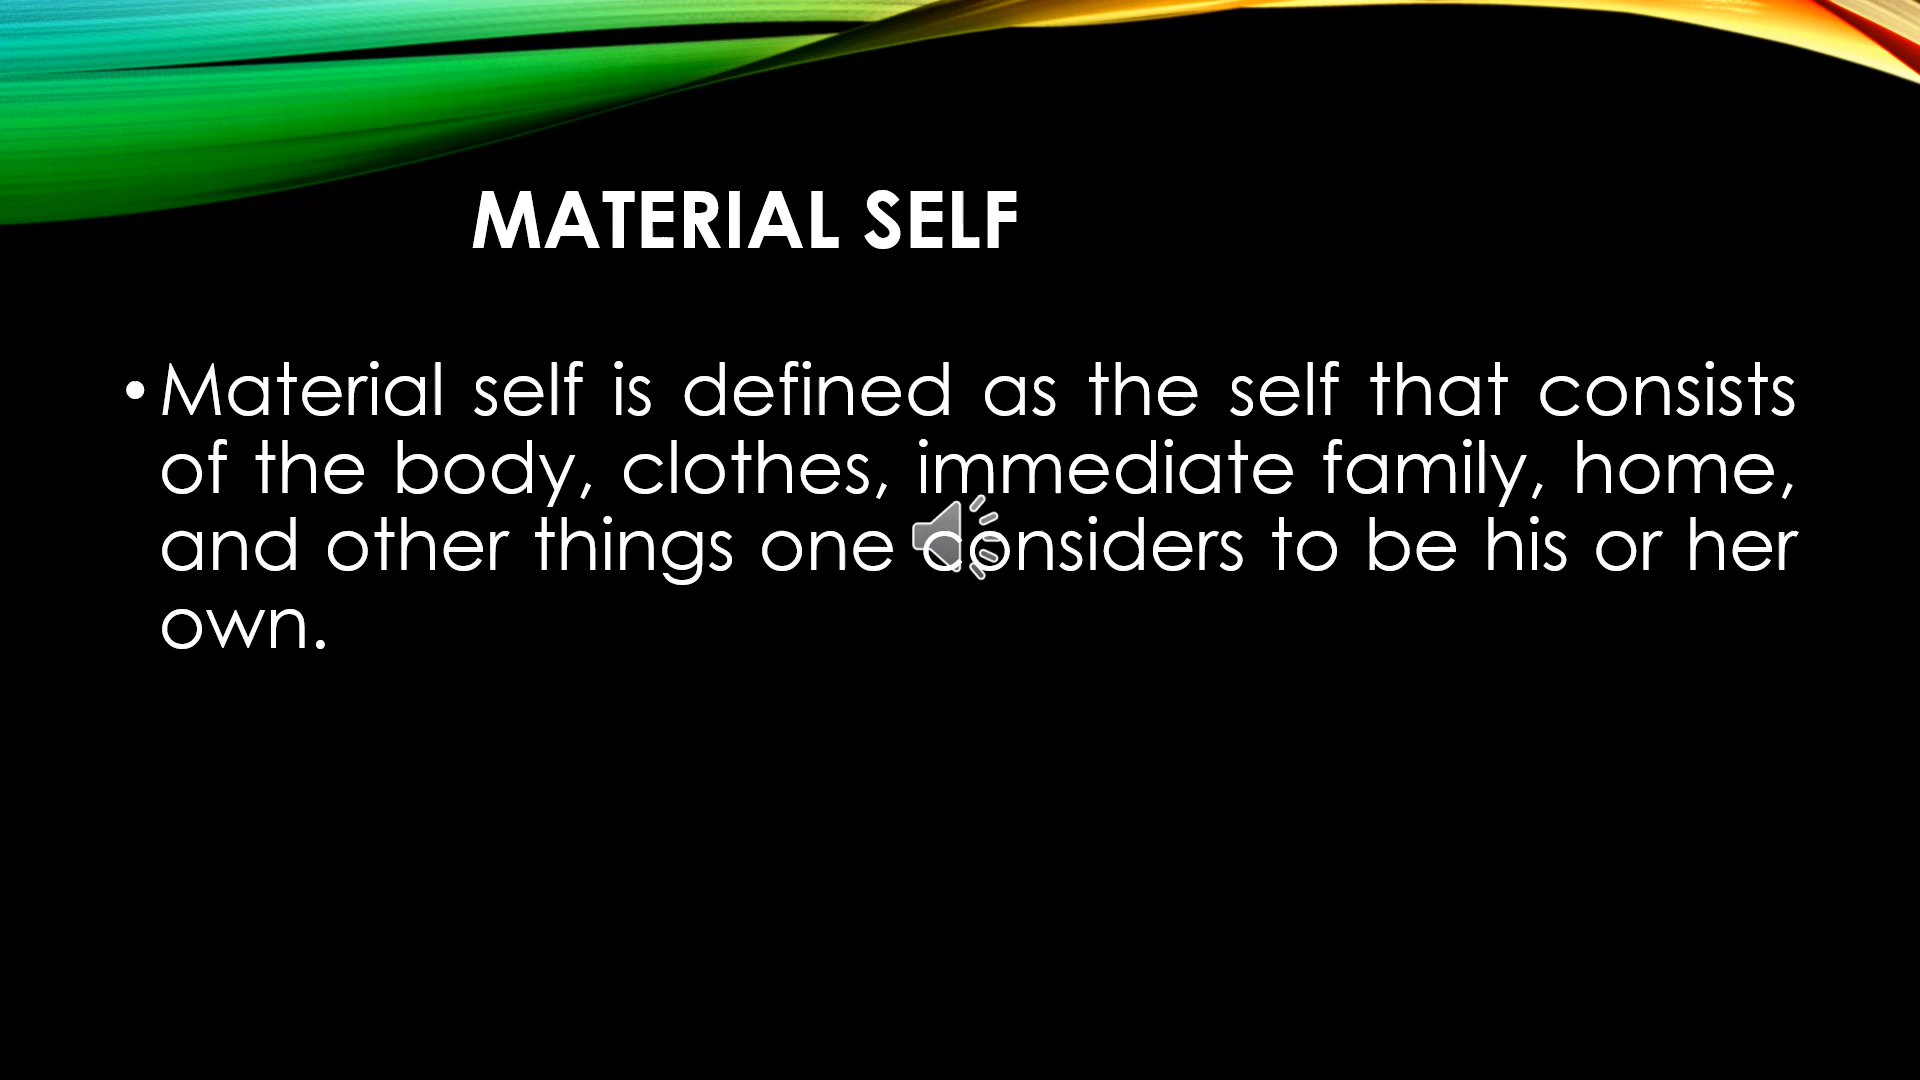 MATERIAL SELF
• Material self is defined as the self that consists
of the body, clothes, immediate family, home,
and other things one considers to be his or her
own.